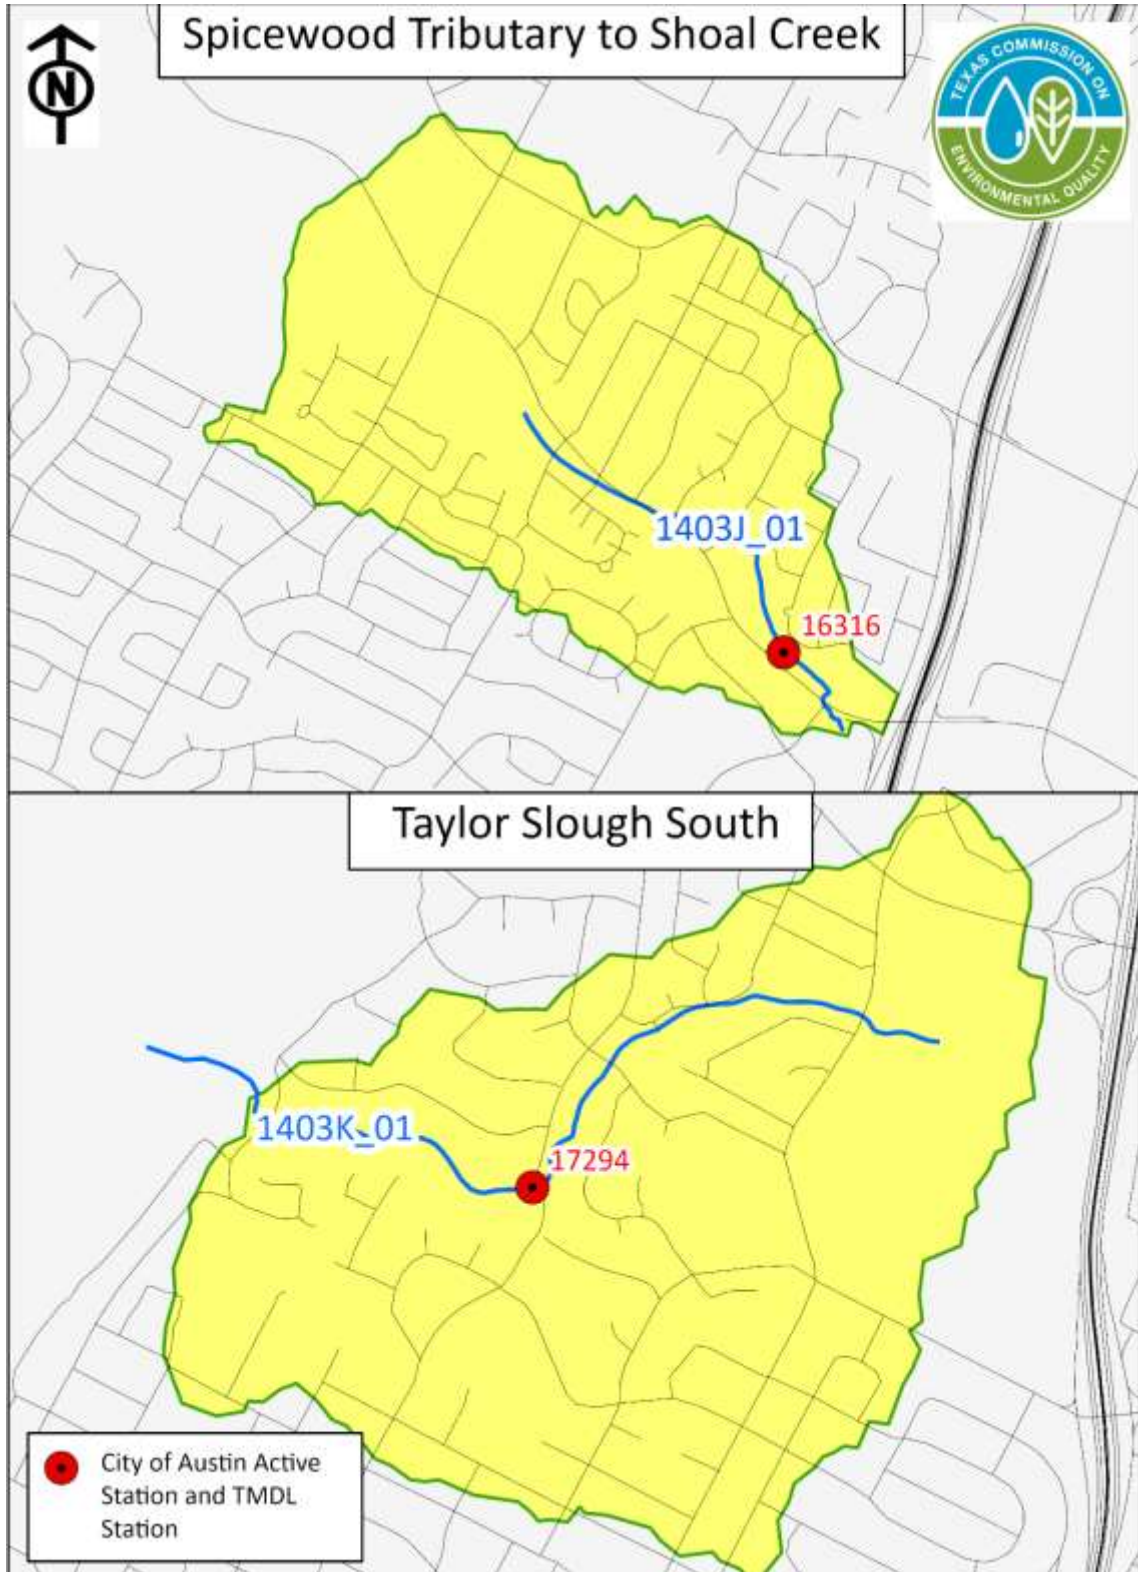 Spicewood Tributary to Shoal Creek
N
TEXAS COMMISSION ON
ENVIRONMENTAL QUALITY
1403J_01
16316
Taylor Slough South
1403K_01
17294
City of Austin Active
Station and TMDL
Station